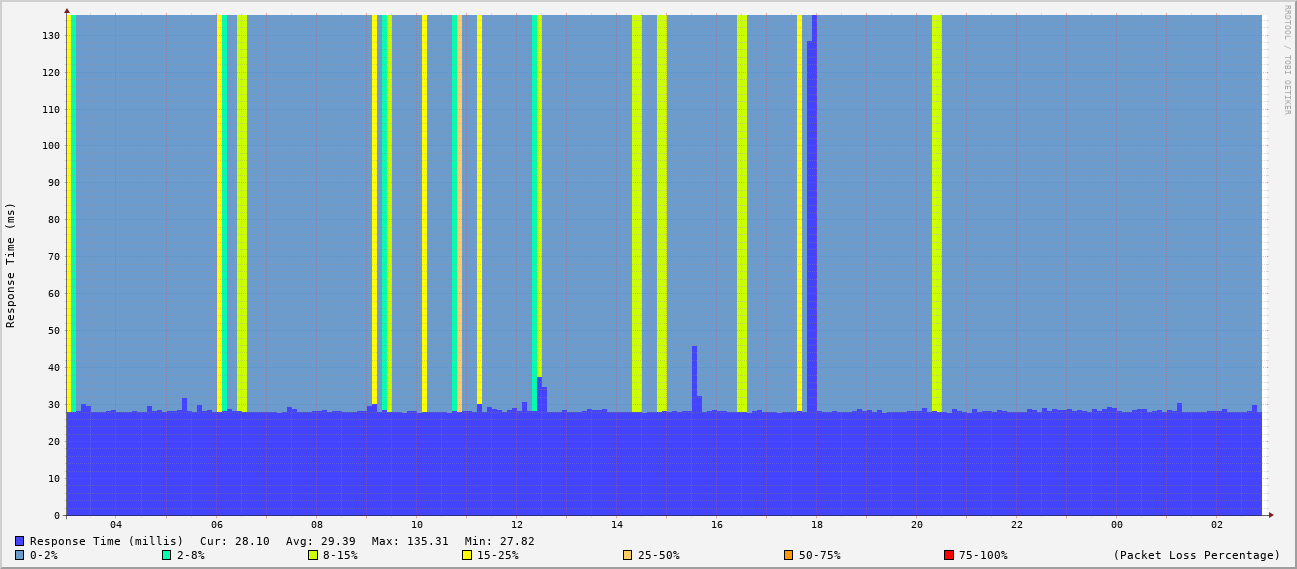 RRDTOOL / TOBI OETIKER
Response Time (ms)
130
120
110
100
90
80
70
60
50
40
30
20
10
0
04 06 08 10 12 14 16 18 20 22 00 02
Response Time (millis) Cur: 28.10 Avg: 29.39 Max: 135.31 Min: 27.82
0-2% 2-8% 8-15% 15-25% 25-50% 50-75% 75-100% (Packet Loss Percentage)